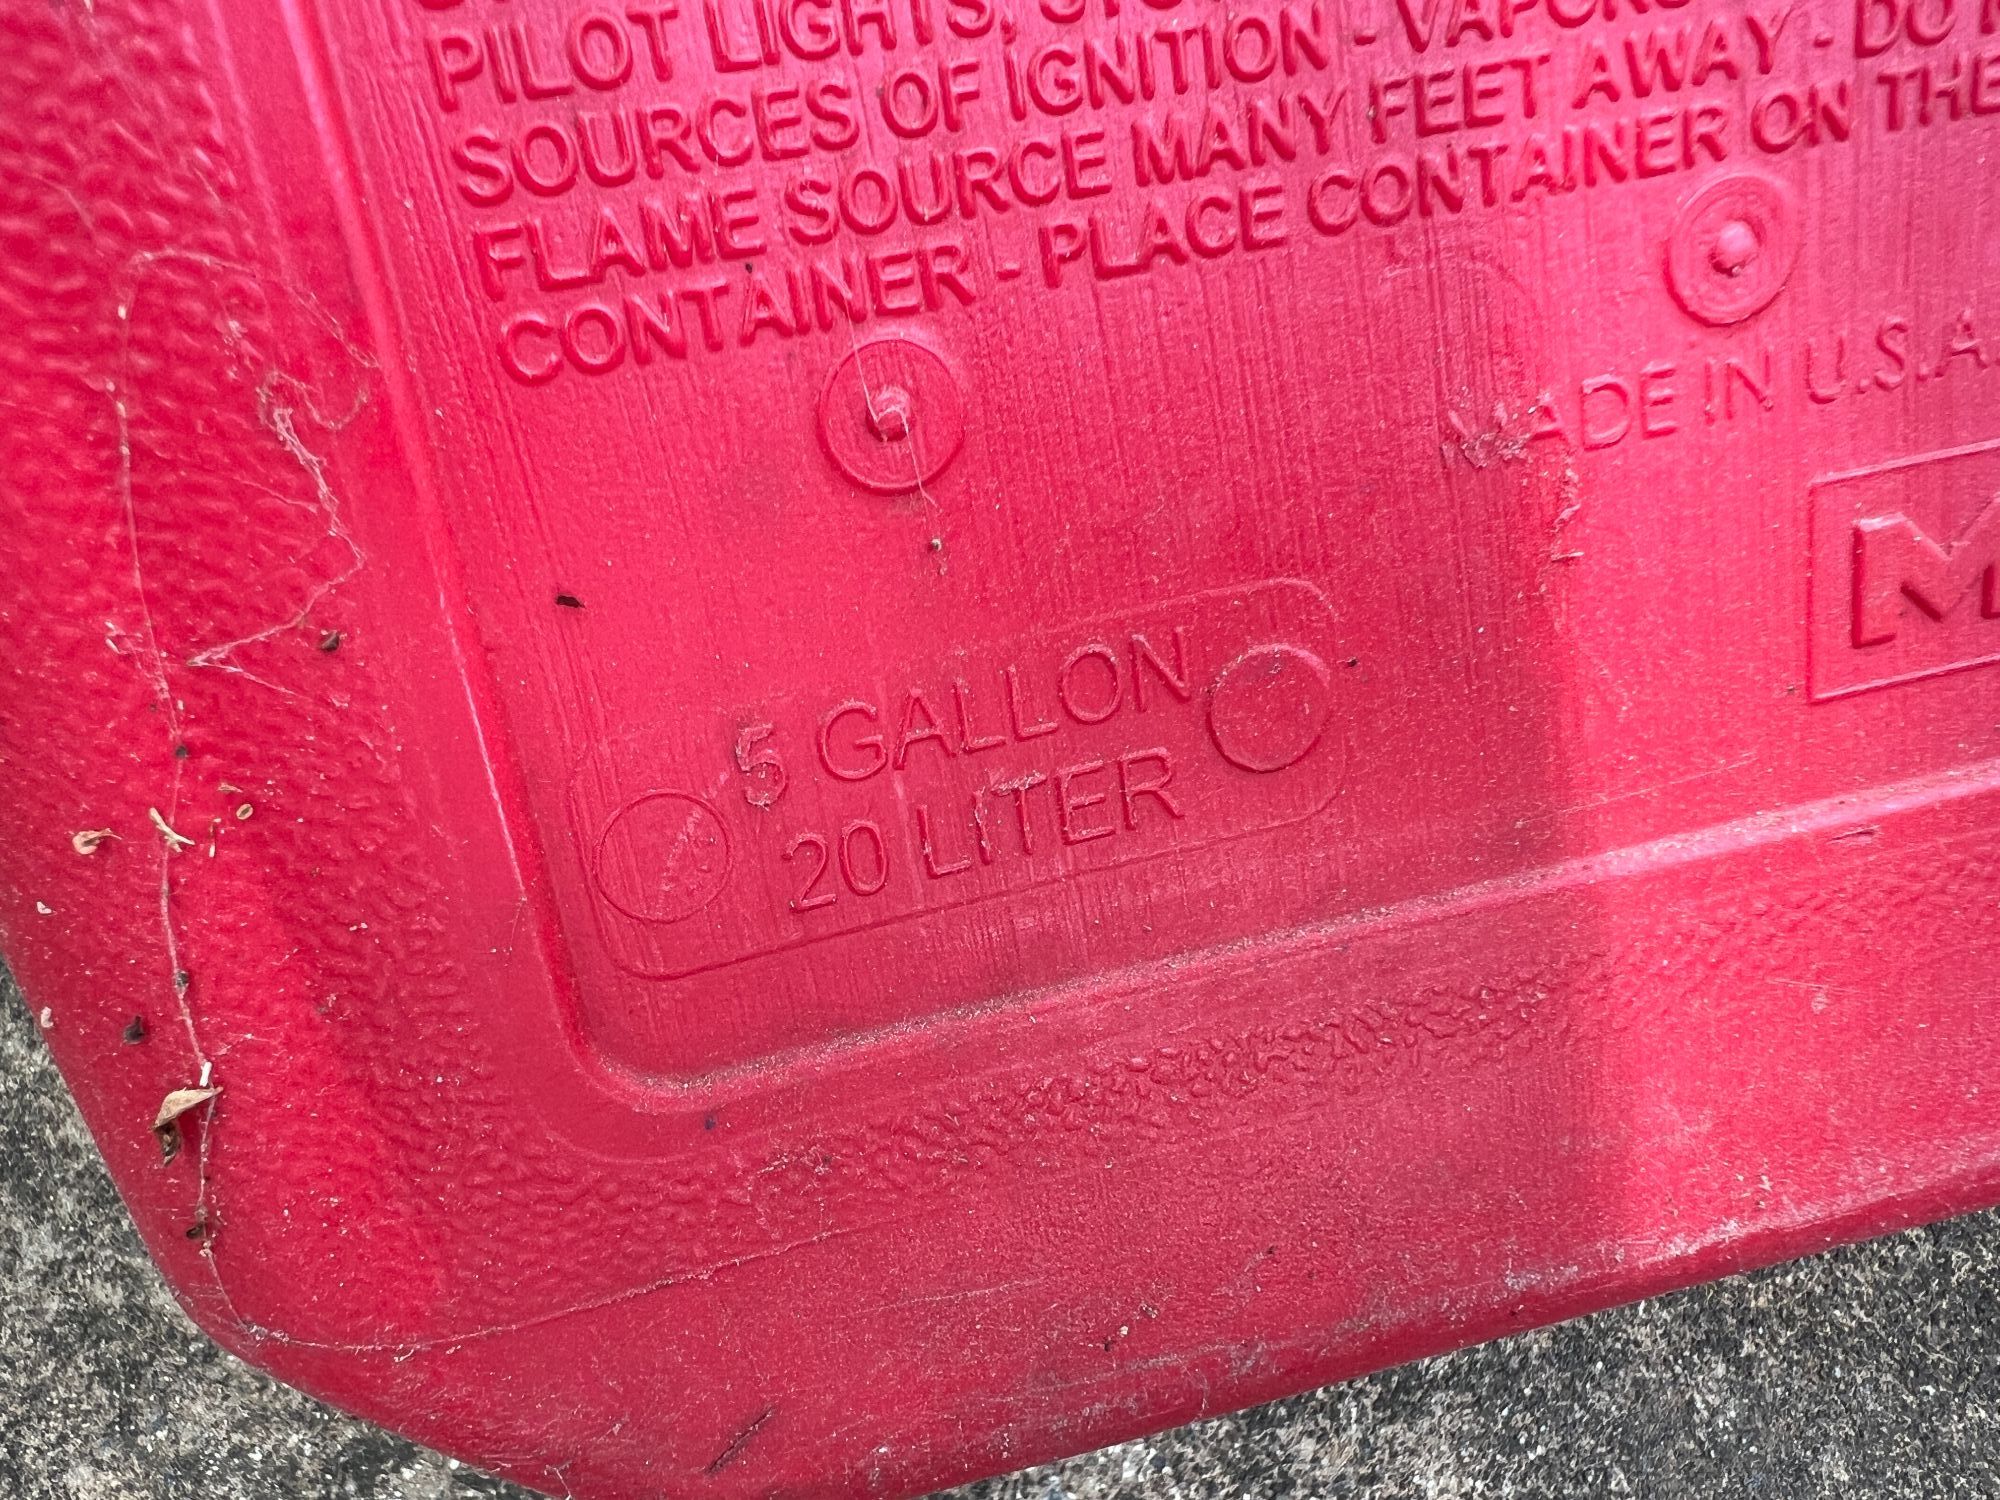 PILOT LIGHTS,
SOURCES OF IGNITION - VAPORS
FLAME SOURCE MANY FEET AWAY - DO
CONTAINER - PLACE CONTAINER ON THE
MADE IN U.S.A.
5 GALLON
20 LITER